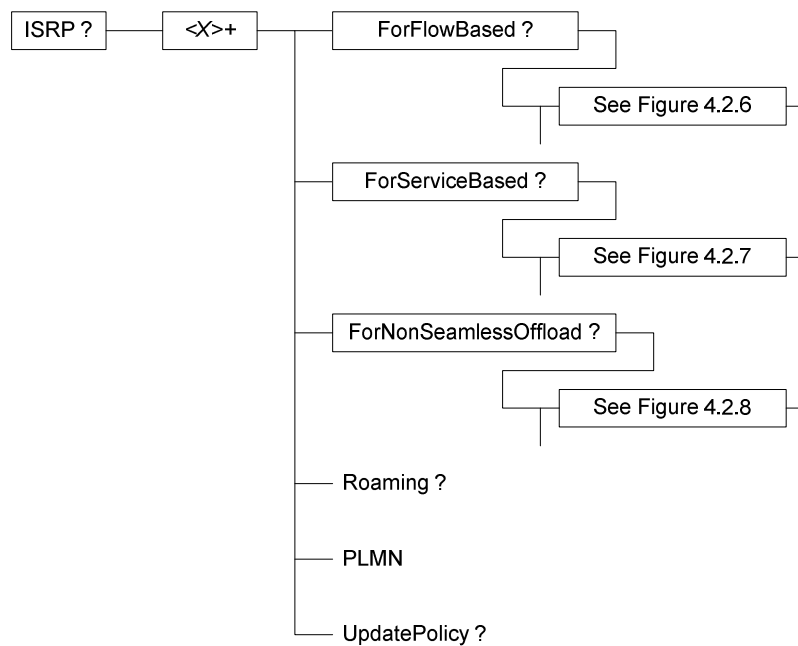 ISRP ?
<X>+
ForFlowBased ?
See Figure 4.2.6
ForServiceBased ?
See Figure 4.2.7
ForNonSeamlessOffload ?
See Figure 4.2.8
Roaming ?
PLMN
UpdatePolicy ?